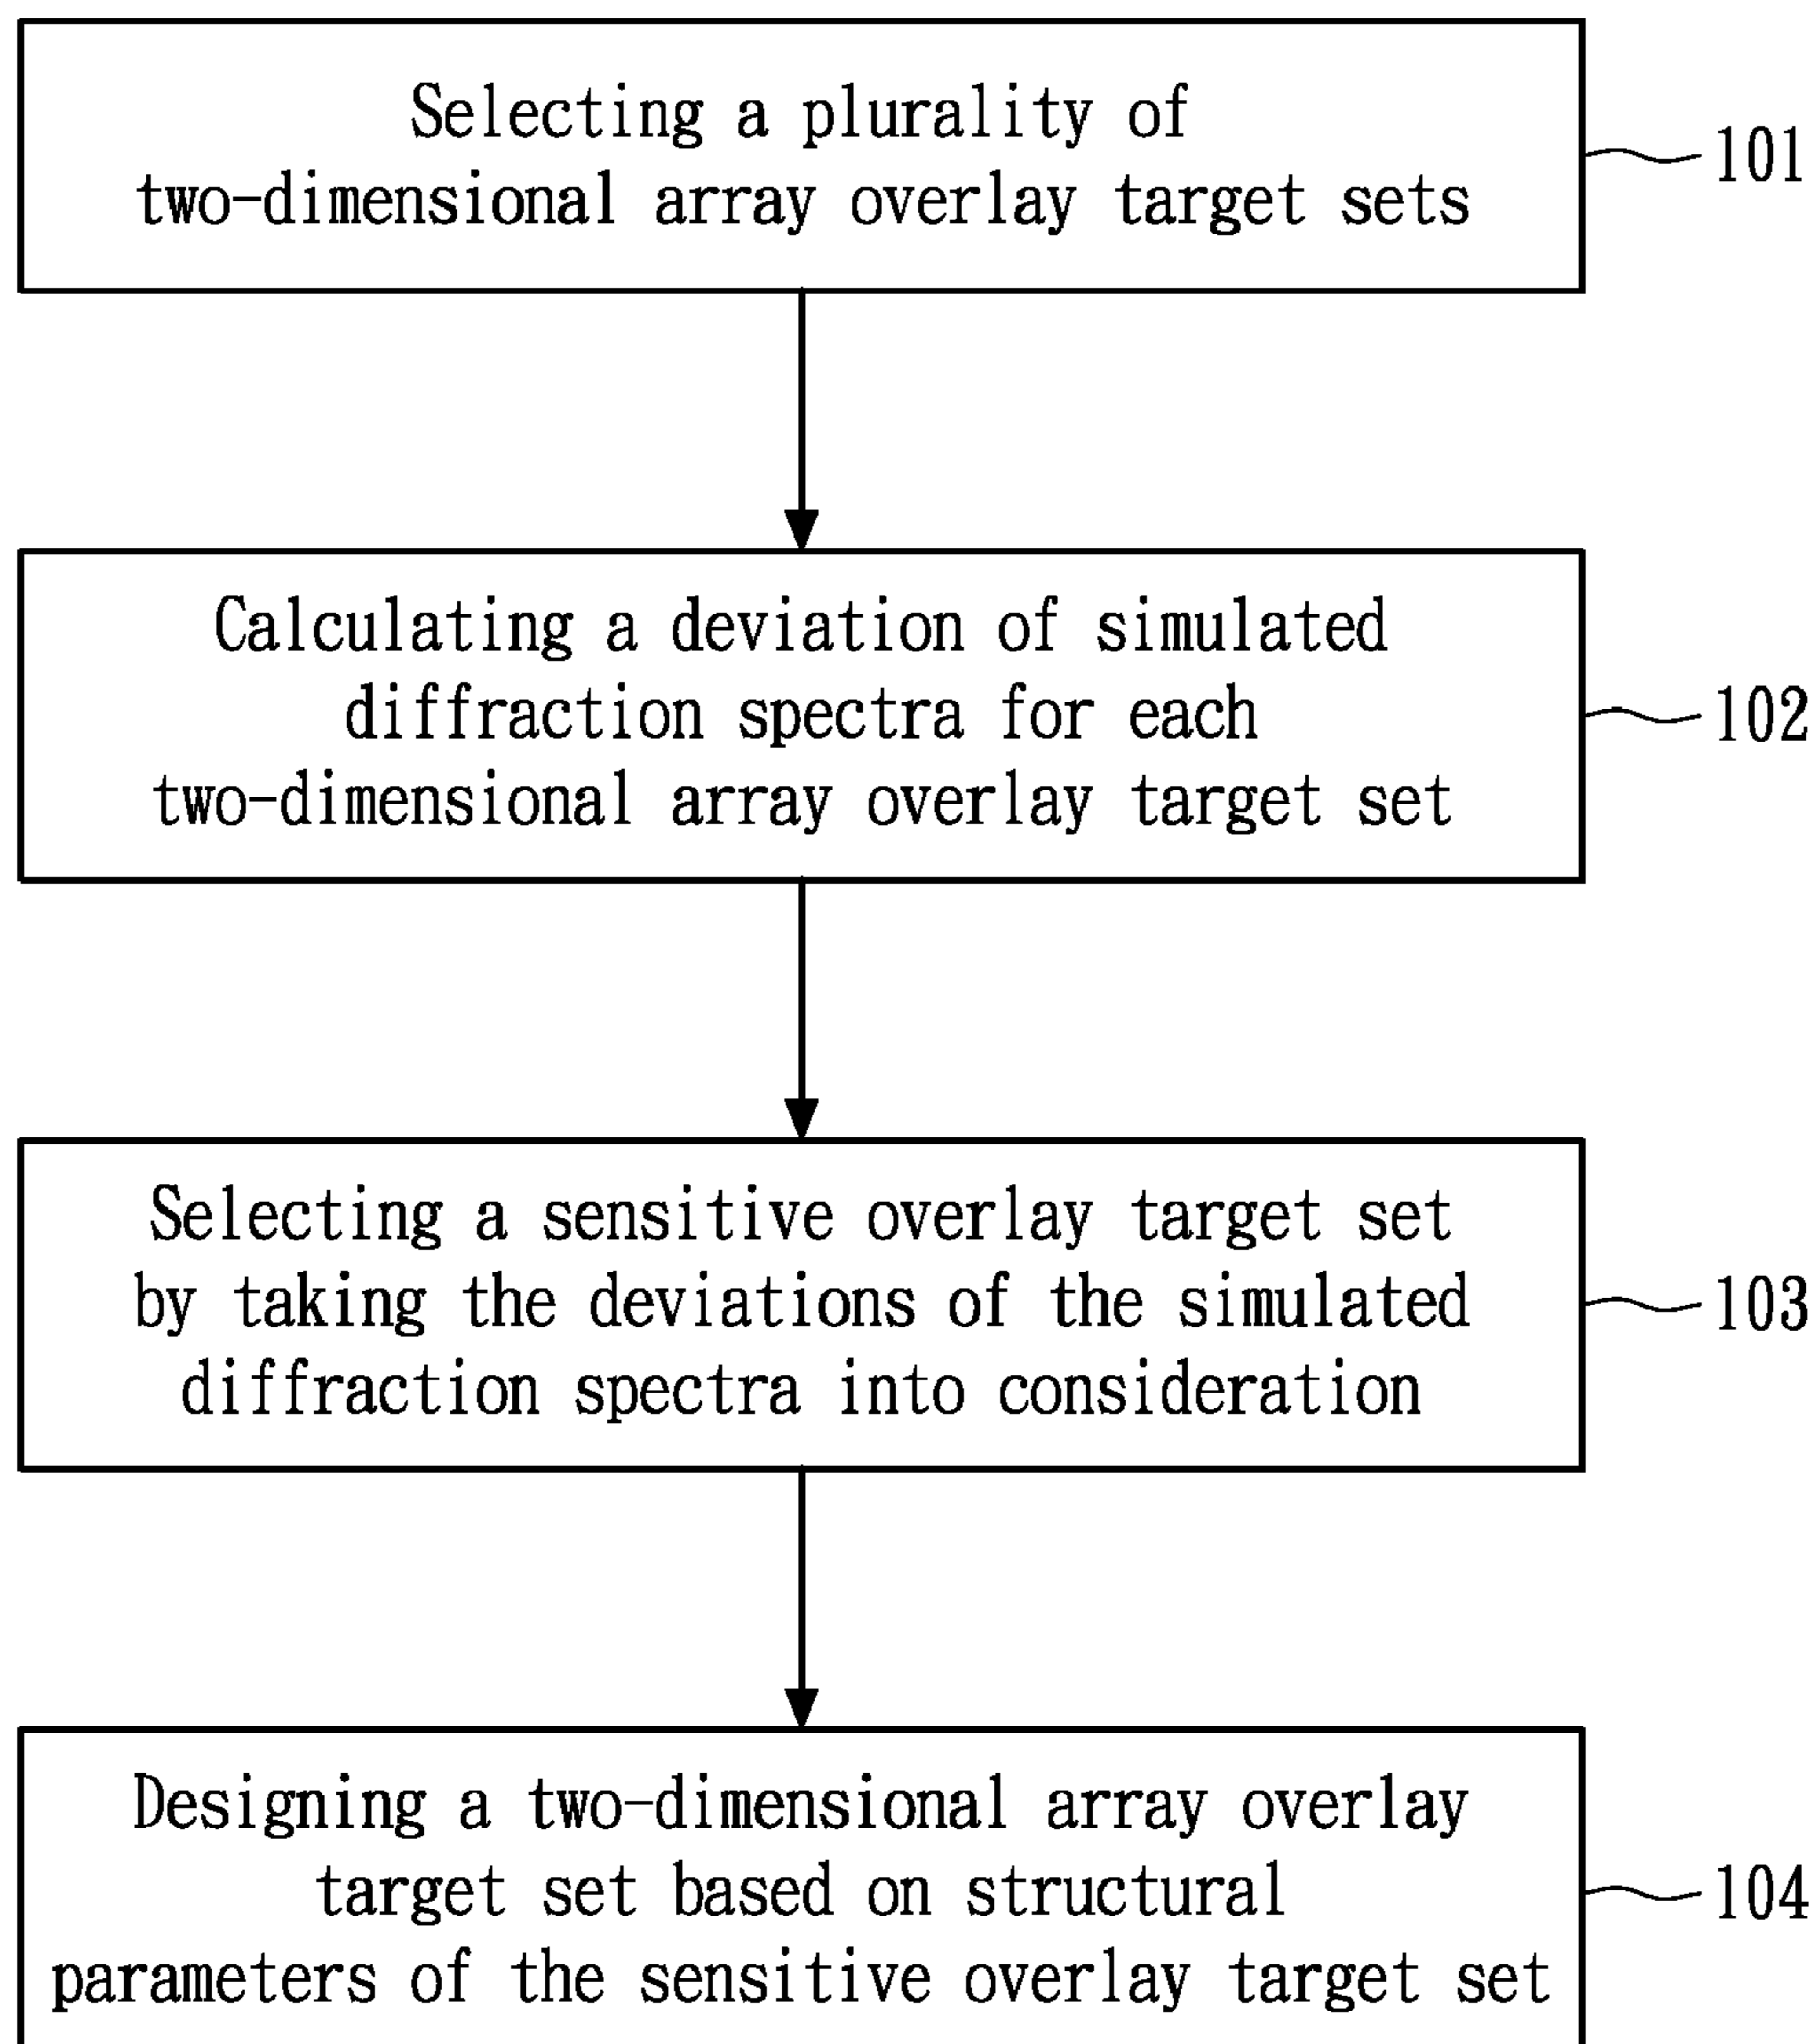 Selecting a plurality of
two-dimensional array overlay target sets
101
Calculating a deviation of simulated
diffraction spectra for each
two-dimensional array overlay target set
102
Selecting a sensitive overlay target set
by taking the deviations of the simulated
diffraction spectra into consideration
103
Designing a two-dimensional array overlay
target set based on structural
parameters of the sensitive overlay target set
104